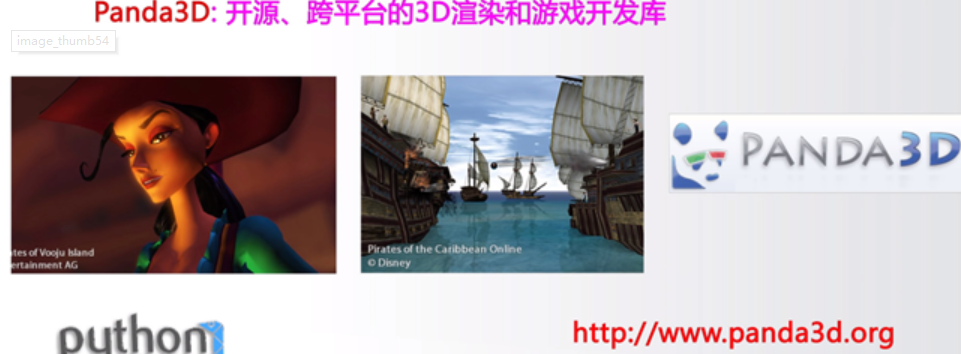 Panda3D: 开源、跨平台的3D渲染和游戏开发库
image_thumb54
PANDA3D
tes of Vooju Island
ertainment AG
Pirates of the Caribbean Online
© Disney
python
http://www.panda3d.org